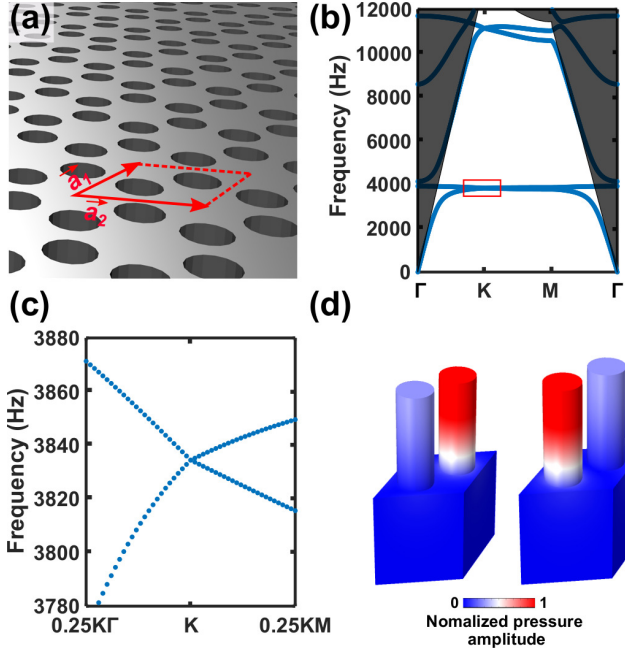 (a)
a1
a2
(b)
Frequency (Hz)
12000
10000
8000
6000
4000
2000
0
Γ K M Γ
(c)
Frequency (Hz)
3880
3860
3840
3820
3800
3780
0.25KΓ K 0.25KM
(d)
0 1
Nomalized pressure
amplitude